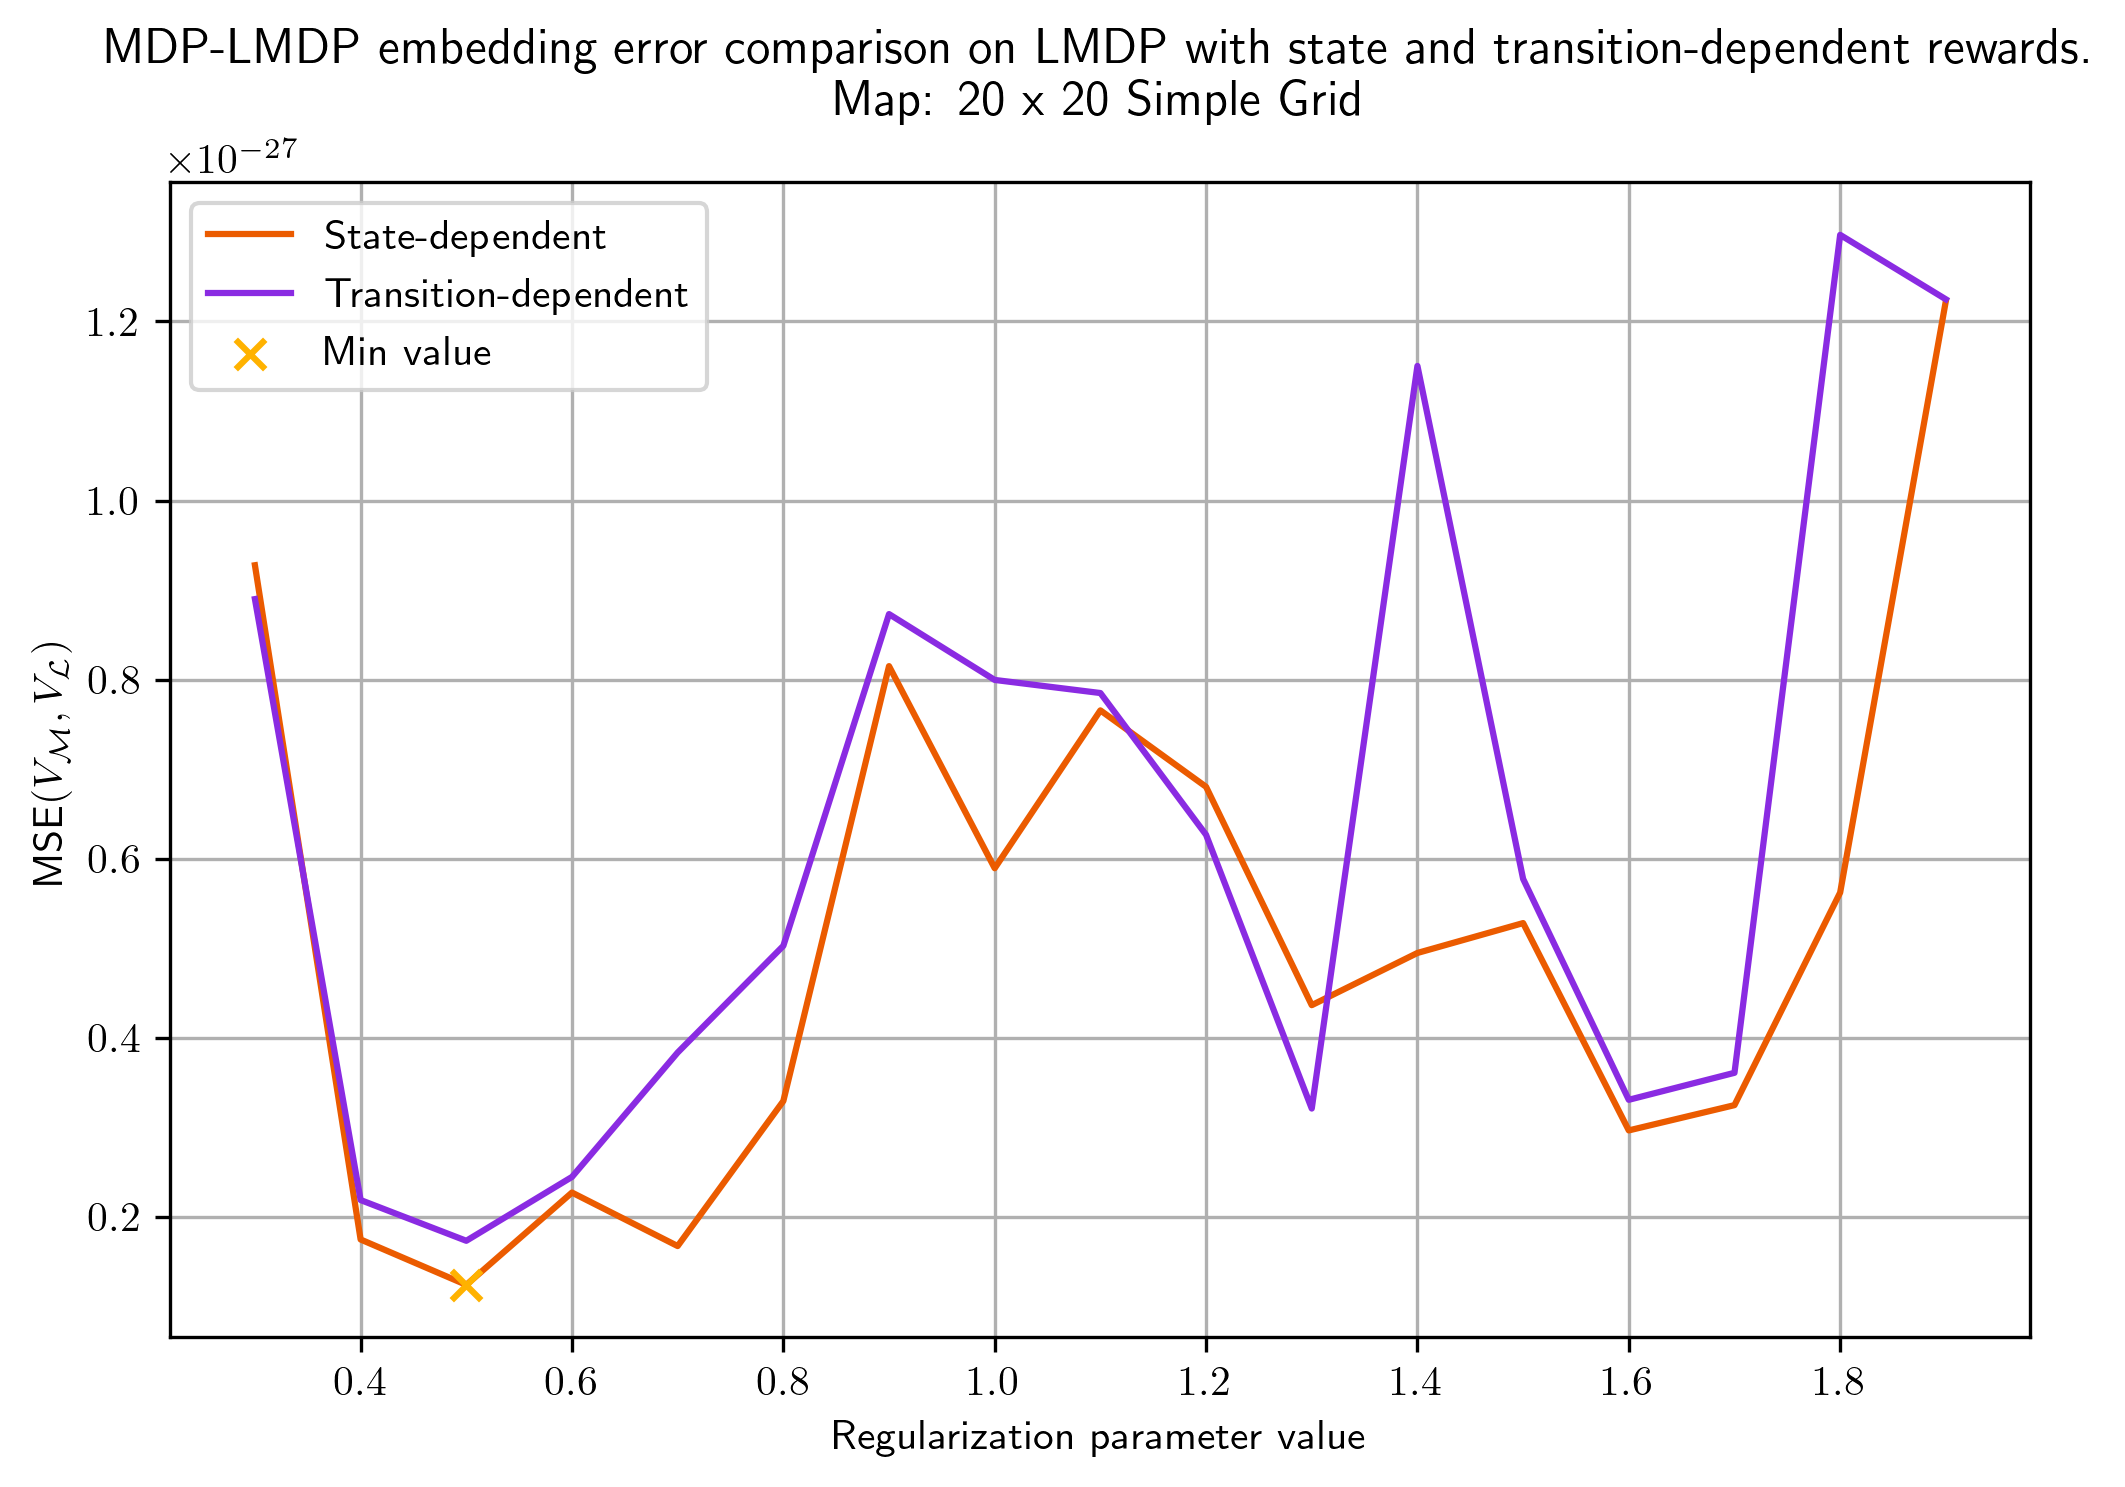 MDP-LMDP embedding error comparison on LMDP with state and transition-dependent rewards.
Map: 20 x 20 Simple Grid
×10⁻²⁷
State-dependent
Transition-dependent
Min value
1.2
1.0
0.8
0.6
0.4
0.2
MSE(V_ℳ, V_ℒ)
0.4 0.6 0.8 1.0 1.2 1.4 1.6 1.8
Regularization parameter value